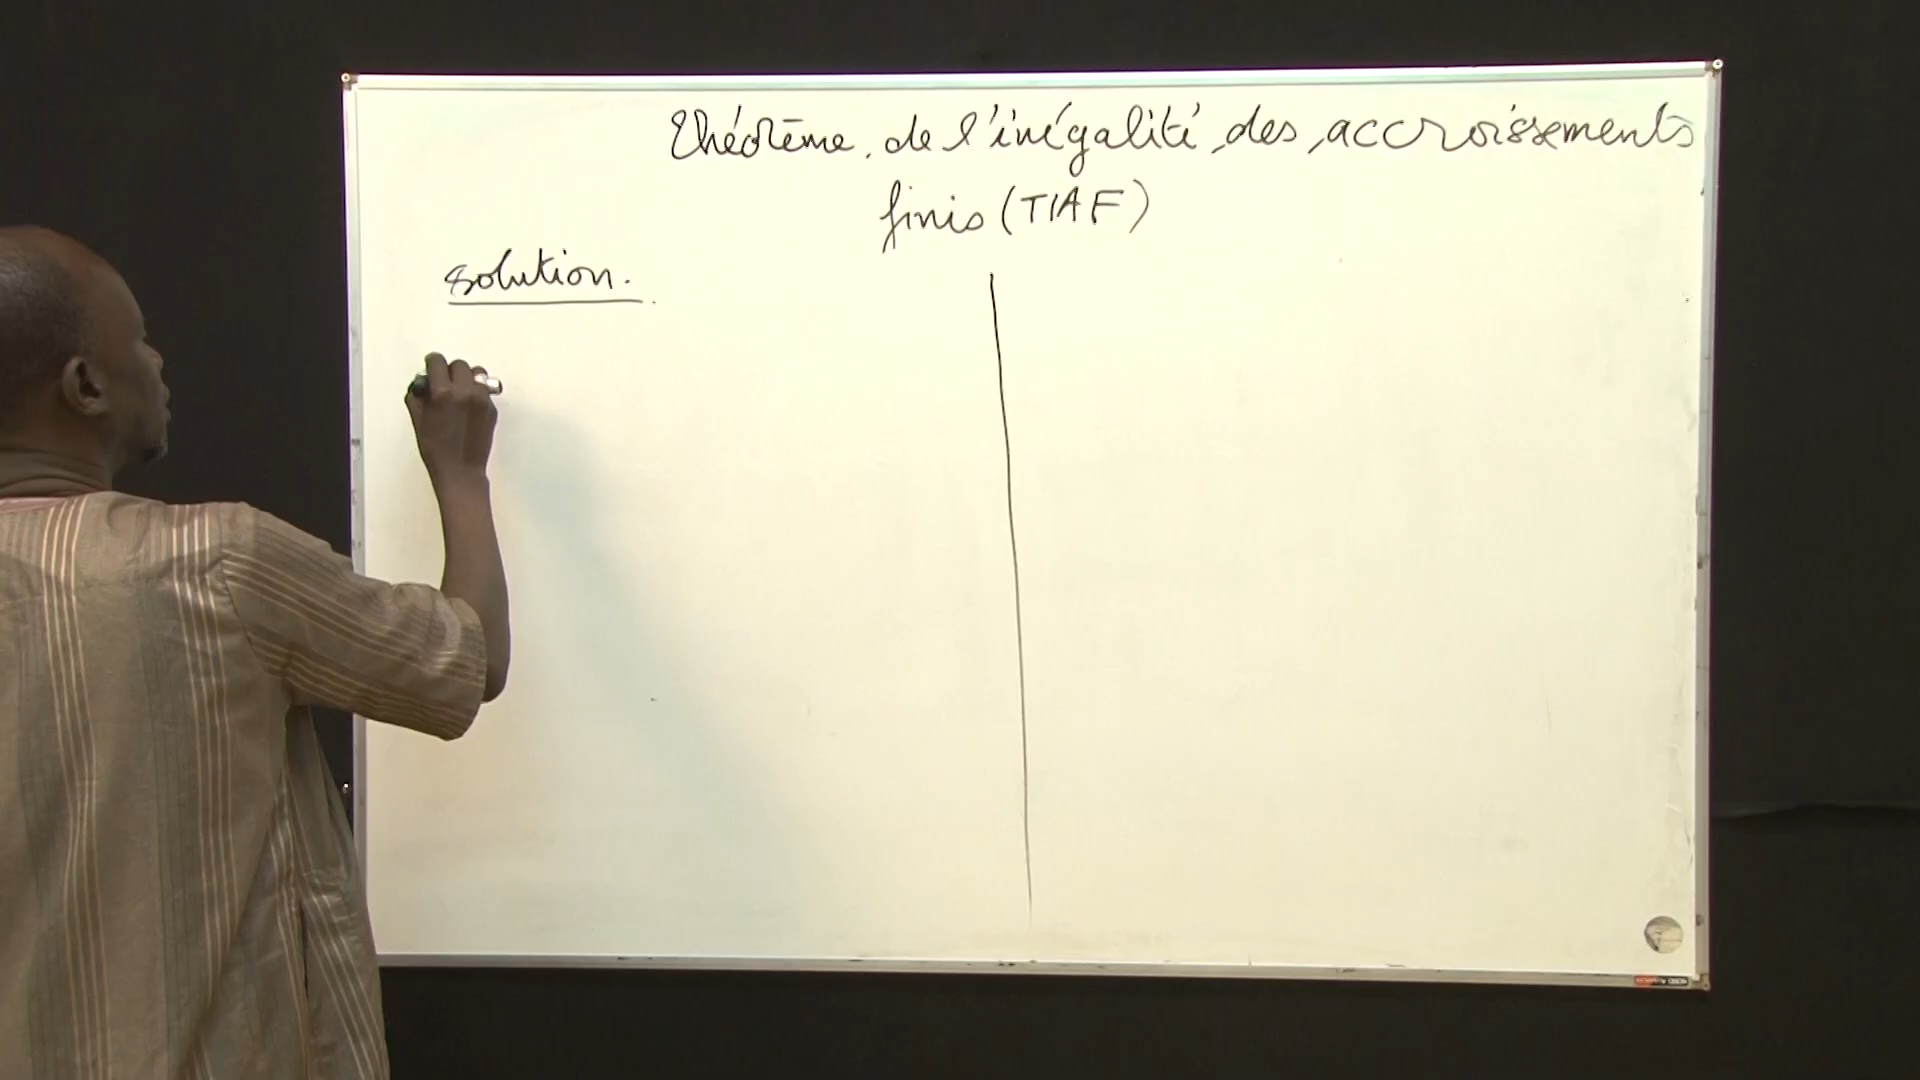 Théorème de l'inégalité des accroissements
finis (TIAF)
solution.